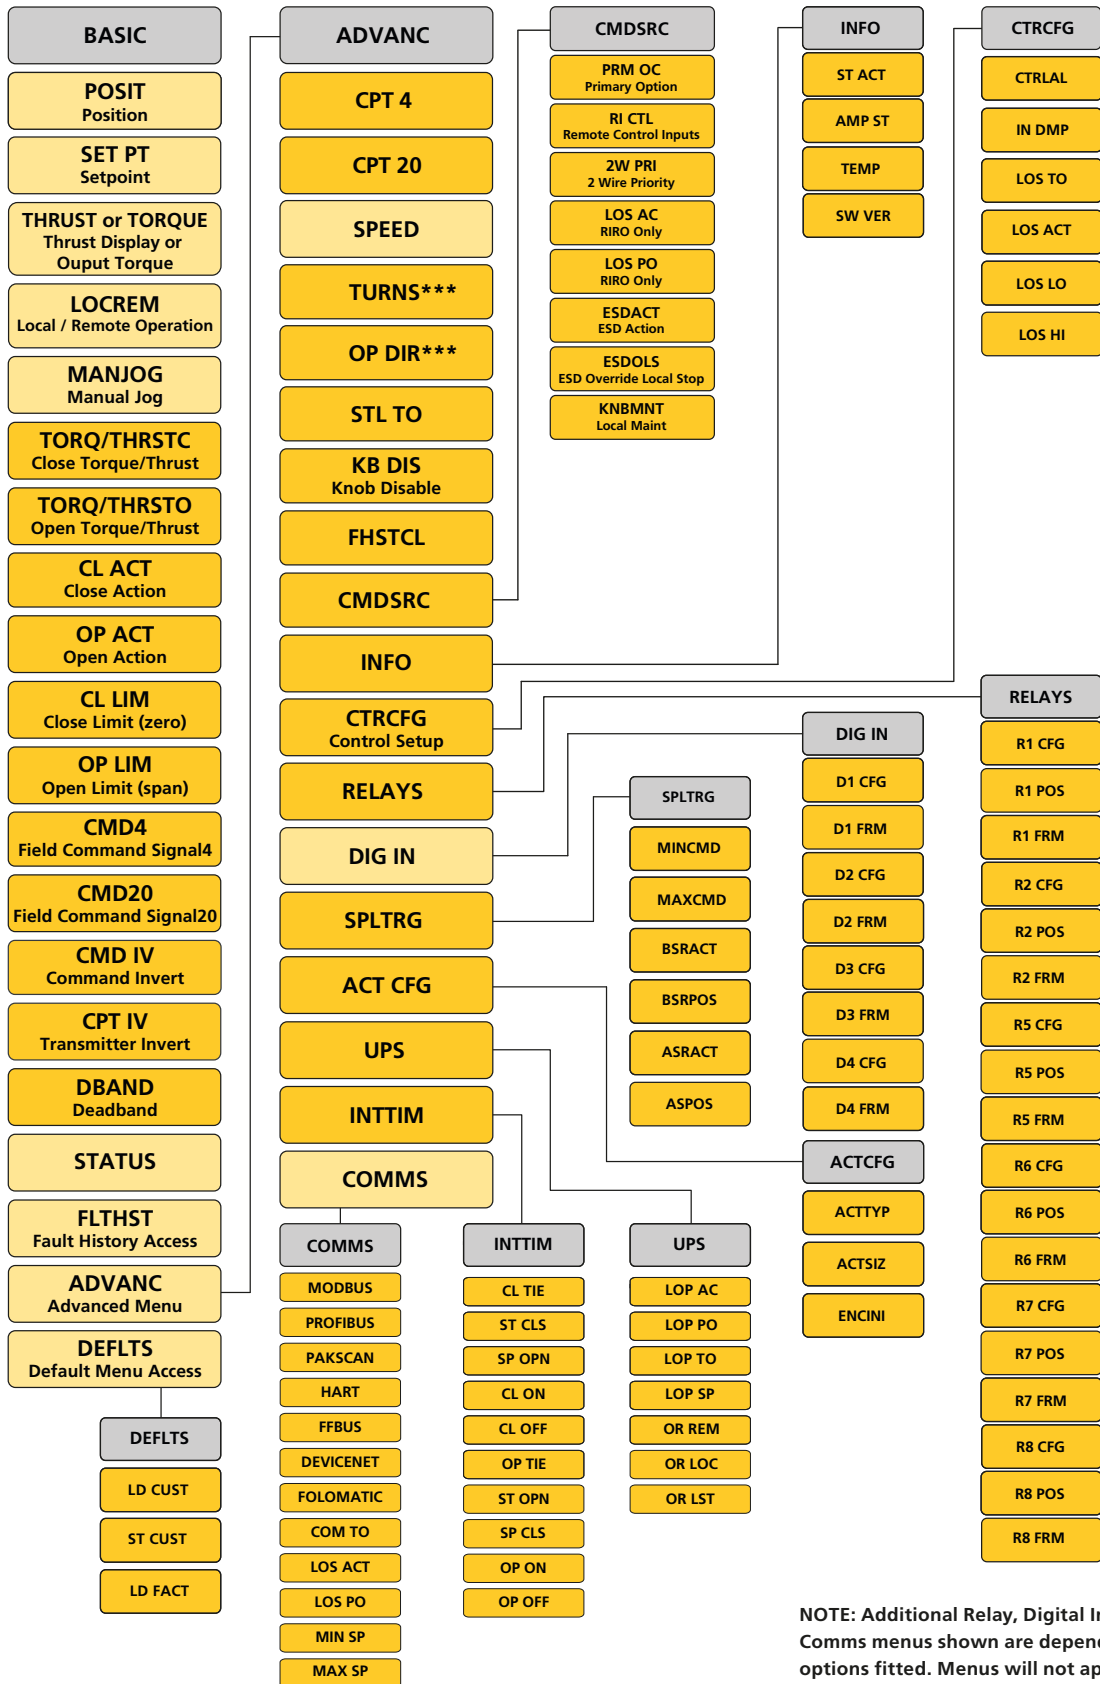 BASIC
POSIT
Position
SET PT
Setpoint
THRUST or TORQUE
Thrust Display or
Ouput Torque
LOCREM
Local / Remote Operation
MANJOG
Manual Jog
TORQ/THRSTC
Close Torque/Thrust
TORQ/THRSTO
Open Torque/Thrust
CL ACT
Close Action
OP ACT
Open Action
CL LIM
Close Limit (zero)
OP LIM
Open Limit (span)
CMD4
Field Command Signal4
CMD20
Field Command Signal20
CMD IV
Command Invert
CPT IV
Transmitter Invert
DBAND
Deadband
STATUS
FLTHST
Fault History Access
ADVANC
Advanced Menu
DEFLTS
Default Menu Access
DEFLTS
LD CUST
ST CUST
LD FACT
ADVANC
CPT 4
CPT 20
SPEED
TURNS***
OP DIR***
STL TO
KB DIS
Knob Disable
FHSTCL
CMDSRC
INFO
CTRCFG
Control Setup
RELAYS
DIG IN
SPLTRG
ACT CFG
UPS
INTTIM
COMMS
COMMS
MODBUS
PROFIBUS
PAKSCAN
HART
FFBUS
DEVICENET
FOLOMATIC
COM TO
LOS ACT
LOS PO
MIN SP
MAX SP
CMDSRC
PRM OC
Primary Option
RI CTL
Remote Control Inputs
2W PRI
2 Wire Priority
LOS AC
RIRO Only
LOS PO
RIRO Only
ESDACT
ESD Action
ESDOLS
ESD Override Local Stop
KNBMNT
Local Maint
INTTIM
CL TIE
ST CLS
SP OPN
CL ON
CL OFF
OP TIE
ST OPN
SP CLS
OP ON
OP OFF
SPLTRG
MINCMD
MAXCMD
BSRACT
BSRPOS
ASRACT
ASPOS
UPS
LOP AC
LOP PO
LOP TO
LOP SP
OR REM
OR LOC
OR LST
INFO
ST ACT
AMP ST
TEMP
SW VER
DIG IN
D1 CFG
D1 FRM
D2 CFG
D2 FRM
D3 CFG
D3 FRM
D4 CFG
D4 FRM
ACTCFG
ACTTYP
ACTSIZ
ENCINI
CTRCFG
CTRLAL
IN DMP
LOS TO
LOS ACT
LOS LO
LOS HI
RELAYS
R1 CFG
R1 POS
R1 FRM
R2 CFG
R2 POS
R2 FRM
R5 CFG
R5 POS
R5 FRM
R6 CFG
R6 POS
R6 FRM
R7 CFG
R7 POS
R7 FRM
R8 CFG
R8 POS
R8 FRM
NOTE: Additional Relay, Digital
Comms menus shown are
options fitted. Menus will not